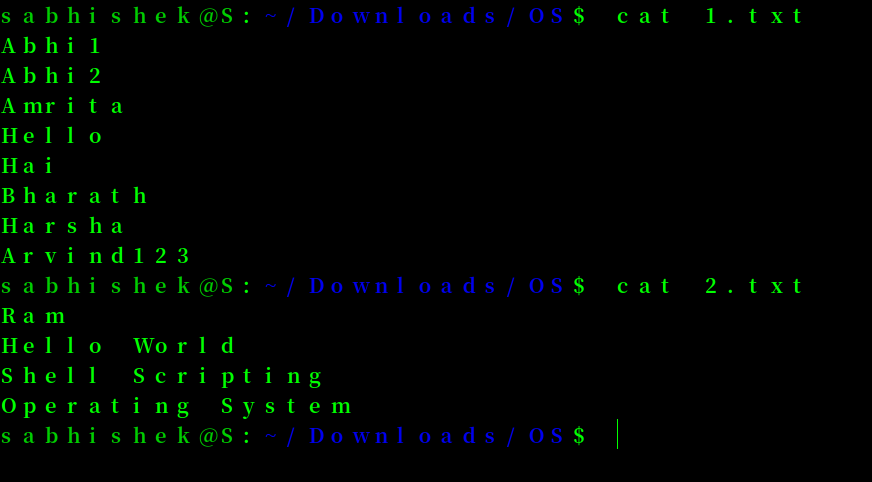 sabhishek@S:~/Downloads/OS$ cat 1.txt
Abhi1
Abhi2
Amrita
Hello
Hai
Bharath
Harsha
Arvind123
sabhishek@S:~/Downloads/OS$ cat 2.txt
Ram
Hello World
Shell Scripting
Operating System
sabhishek@S:~/Downloads/OS$